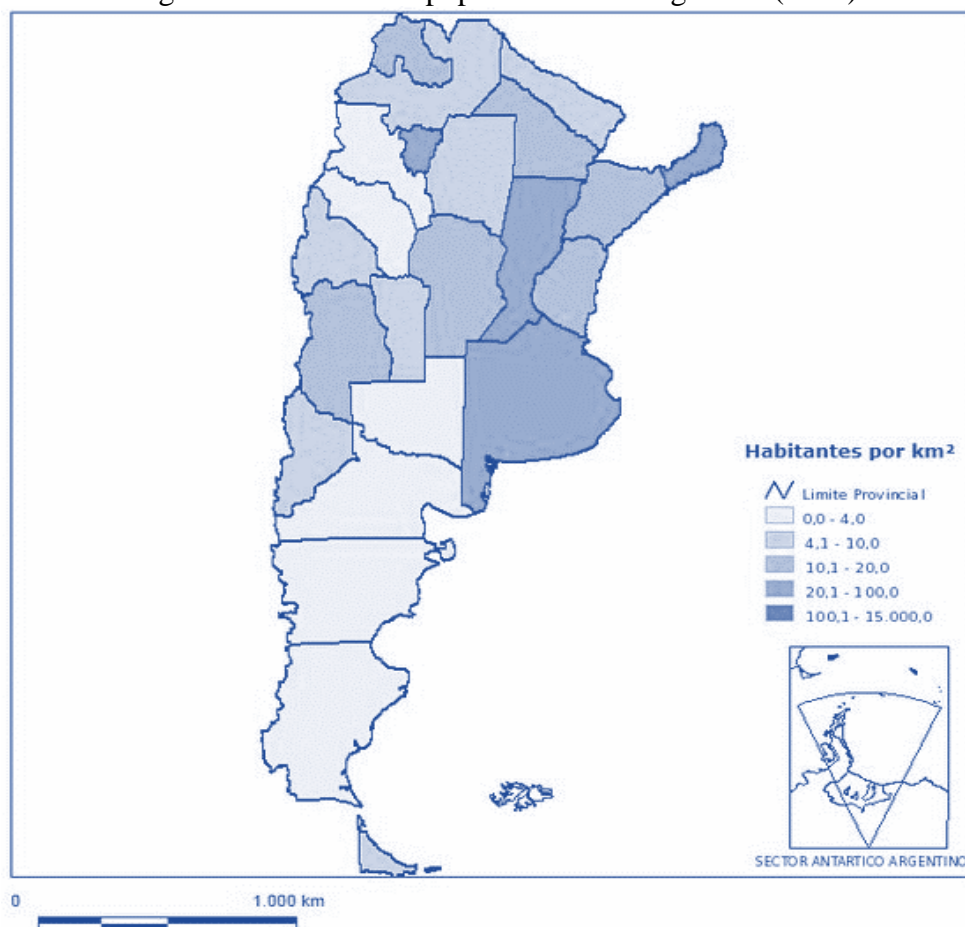 Habitantes por km²
Limite Provincial
0,0 - 4,0
4,1 - 10,0
10,1 - 20,0
20,1 - 100,0
100,1 - 15.000,0
SECTOR ANTARTICO ARGENTINO
0 1.000 km